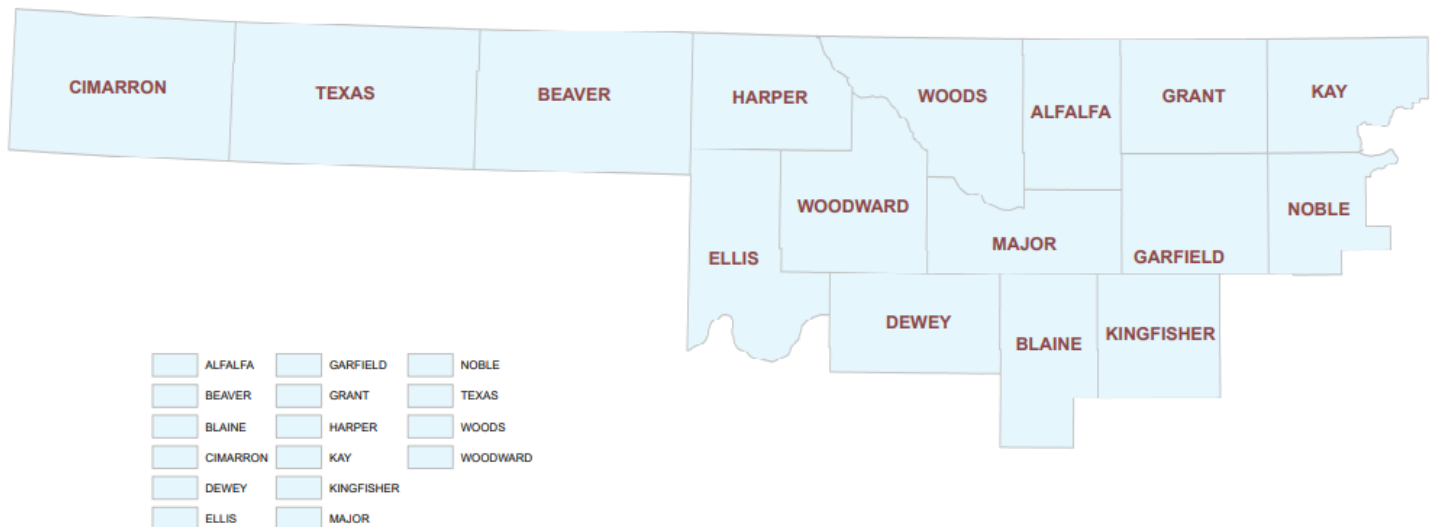 CIMARRON
TEXAS
BEAVER
HARPER
WOODS
ALFALFA
GRANT
KAY
WOODWARD
NOBLE
ELLIS
MAJOR
GARFIELD
DEWEY
BLAINE
KINGFISHER
ALFALFA
BEAVER
BLAINE
CIMARRON
DEWEY
ELLIS
GARFIELD
GRANT
HARPER
KAY
KINGFISHER
MAJOR
NOBLE
TEXAS
WOODS
WOODWARD